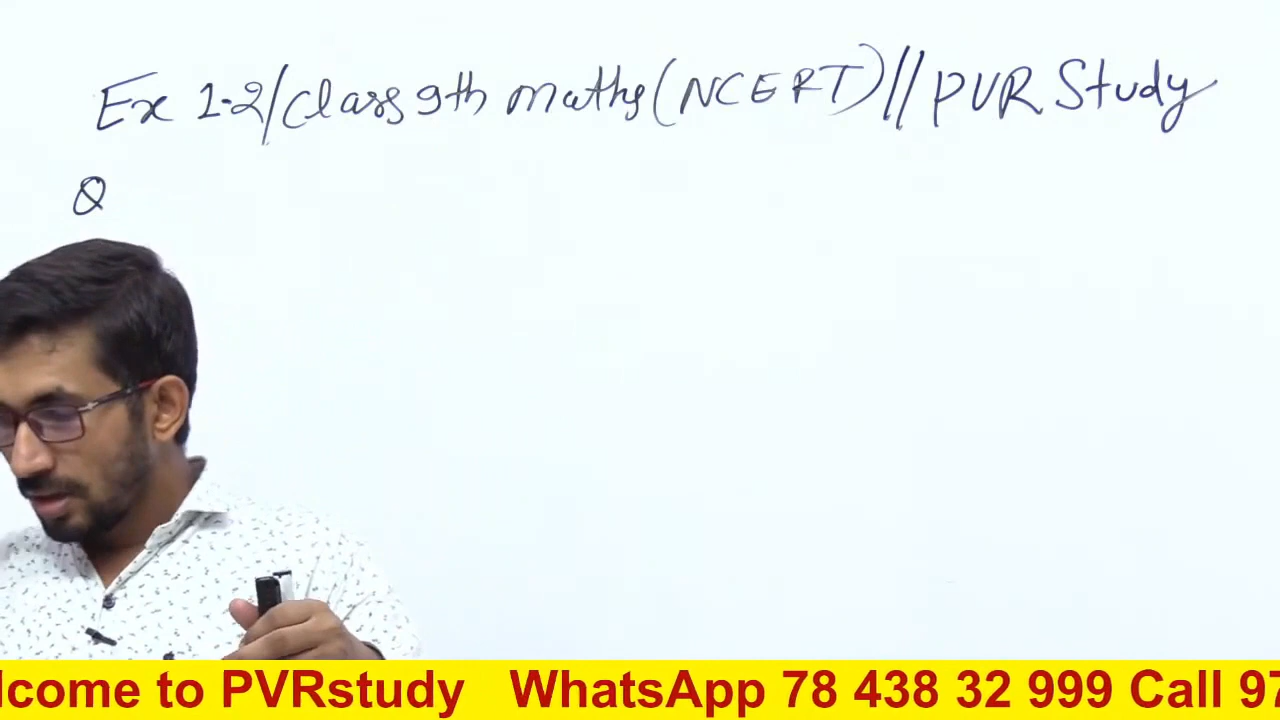 Ex 1.2/Class 9th maths (NCERT)//PVR Study
Q
lcome to PVRstudy WhatsApp 78 438 32 999 Call 97